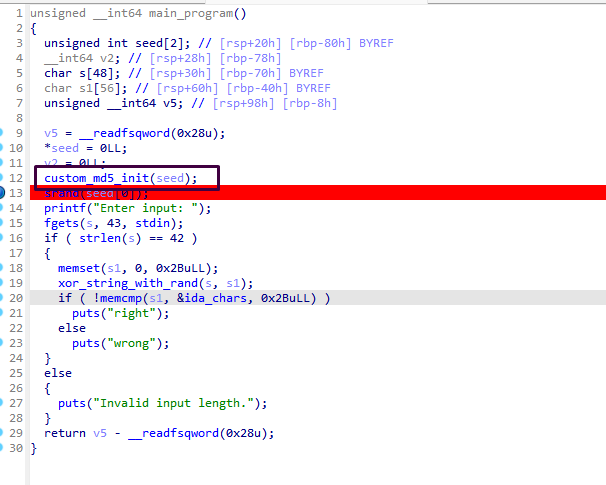 1 unsigned __int64 main_program()
2 {
3 unsigned int seed[2]; // [rsp+20h] [rbp-80h] BYREF
4 __int64 v2; // [rsp+28h] [rbp-78h]
5 char s[48]; // [rsp+30h] [rbp-70h] BYREF
6 char s1[56]; // [rsp+60h] [rbp-40h] BYREF
7 unsigned __int64 v5; // [rsp+98h] [rbp-8h]
8
9 v5 = __readfsqword(0x28u);
10 *seed = 0LL;
11 v2 = 0LL;
12 custom_md5_init(seed);
13 srand(seed[0]);
14 printf("Enter input: ");
15 fgets(s, 43, stdin);
16 if ( strlen(s) == 42 )
17 {
18 memset(s1, 0, 0x2BuLL);
19 xor_string_with_rand(s, s1);
20 if ( !memcmp(s1, &ida_chars, 0x2BuLL) )
21 puts("right");
22 else
23 puts("wrong");
24 }
25 else
26 {
27 puts("Invalid input length.");
28 }
29 return v5 - __readfsqword(0x28u);
30 }